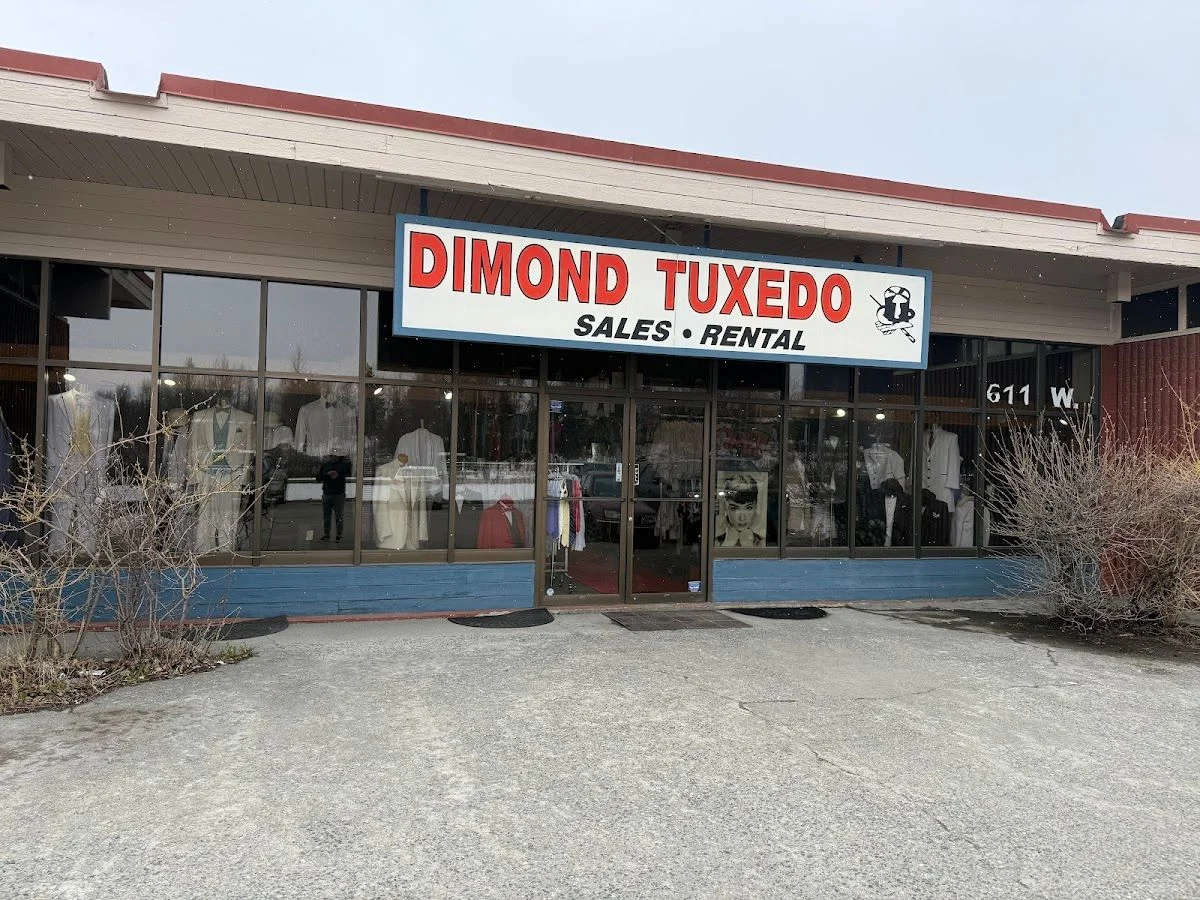 DIMOND TUXEDO
SALES • RENTAL
611 W.